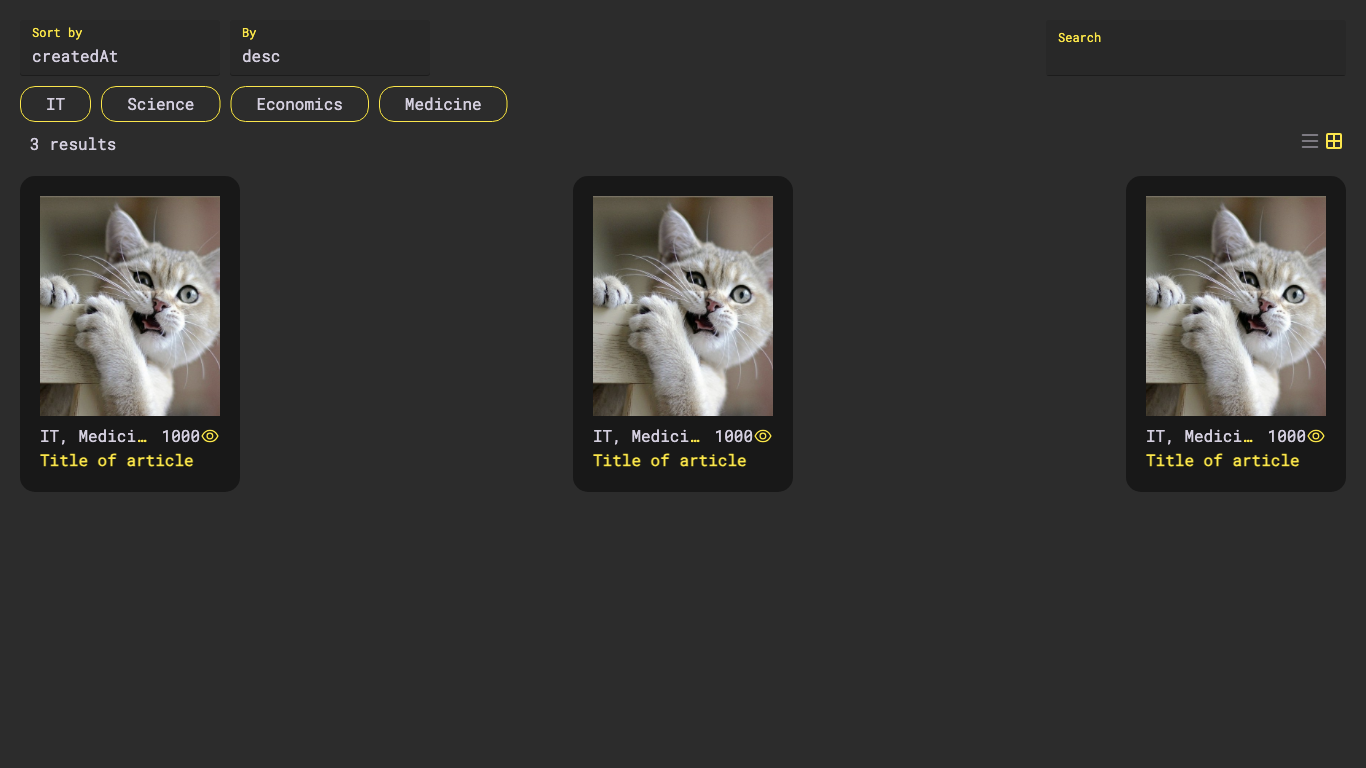 Sort by
createdAt
By
desc
Search
IT
Science
Economics
Medicine
3 results
IT, Medici… 1000
Title of article
IT, Medici… 1000
Title of article
IT, Medici… 1000
Title of article